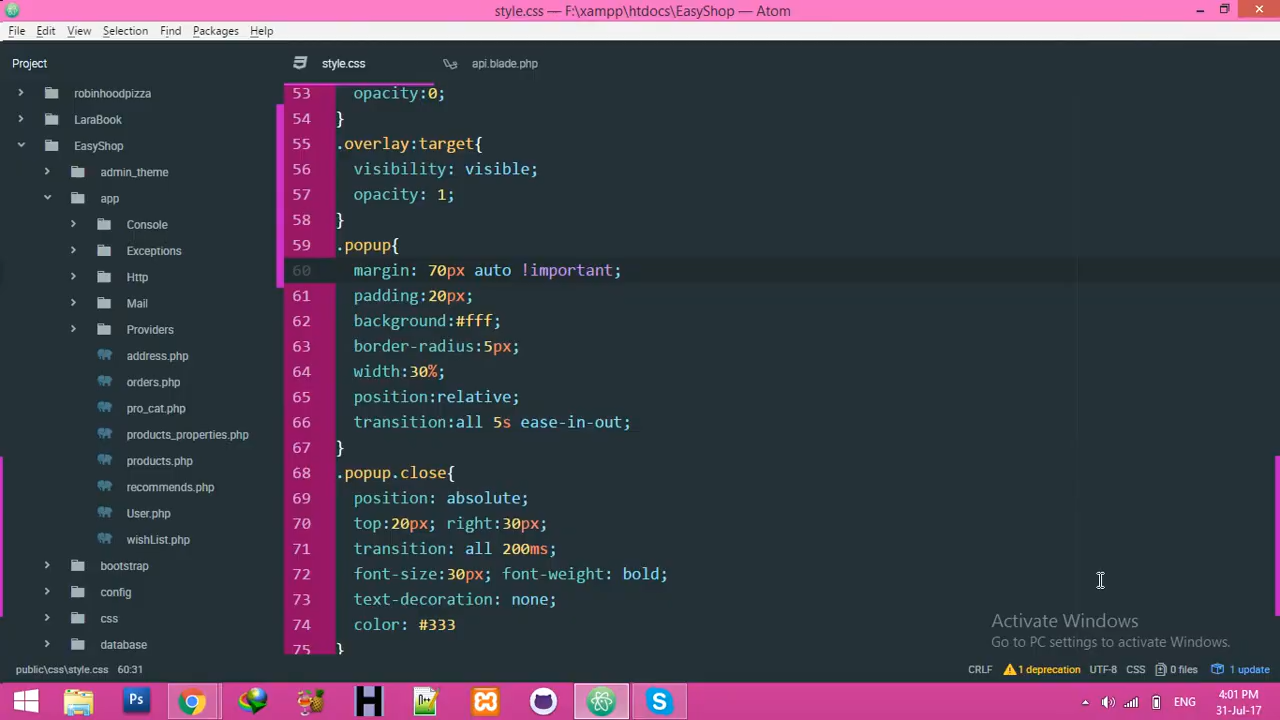 style.css — F:\xampp\htdocs\EasyShop — Atom
File Edit View Selection Find Packages Help
Project
style.css
api.blade.php
robinhoodpizza
LaraBook
EasyShop
admin_theme
app
Console
Exceptions
Http
Mail
Providers
address.php
orders.php
pro_cat.php
products_properties.php
products.php
recommends.php
User.php
wishList.php
bootstrap
config
css
database
53 opacity:0;
54 }
55 .overlay:target{
56 visibility: visible;
57 opacity: 1;
58 }
59 .popup{
60 margin: 70px auto !important;
61 padding:20px;
62 background:#fff;
63 border-radius:5px;
64 width:30%;
65 position:relative;
66 transition:all 5s ease-in-out;
67 }
68 .popup.close{
69 position: absolute;
70 top:20px; right:30px;
71 transition: all 200ms;
72 font-size:30px; font-weight: bold;
73 text-decoration: none;
74 color: #333
75 }
Activate Windows
Go to PC settings to activate Windows.
public\css\style.css 60:31
CRLF 1 deprecation UTF-8 CSS 0 files 1 update
Ps
H
n++
S
ENG
4:01 PM
31-Jul-17